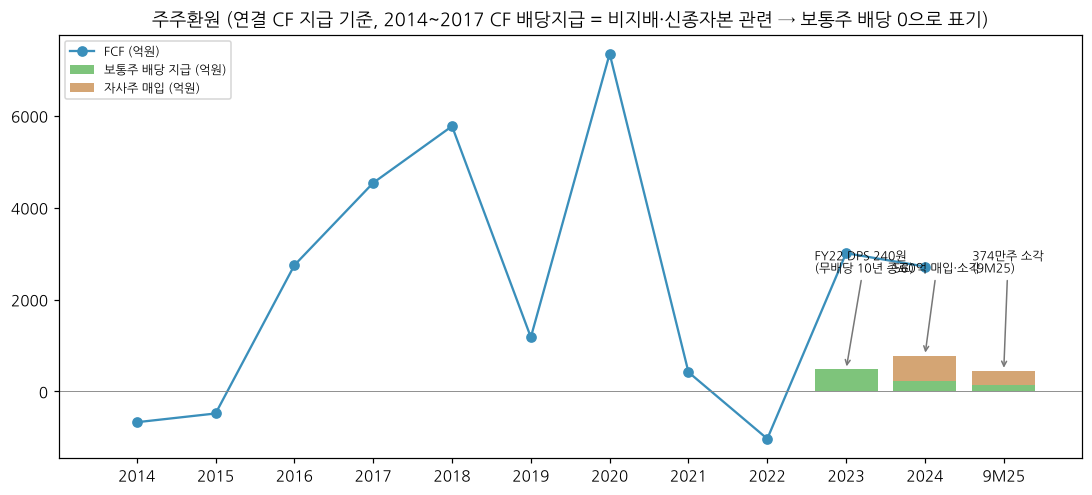 주주환원 (연결 CF 지급 기준, 2014~2017 CF 배당지급 = 비지배·신종자본 관련 → 보통주 배당 0으로 표기)
FCF (억원)
보통주 배당 지급 (억원)
자사주 매입 (억원)
6000
4000
2000
0
FY22 DPS 240원
(무배당 10년
매입·소각
374만주 소각
(9M25)
2014
2015
2016
2017
2018
2019
2020
2021
2022
2023
2024
9M25